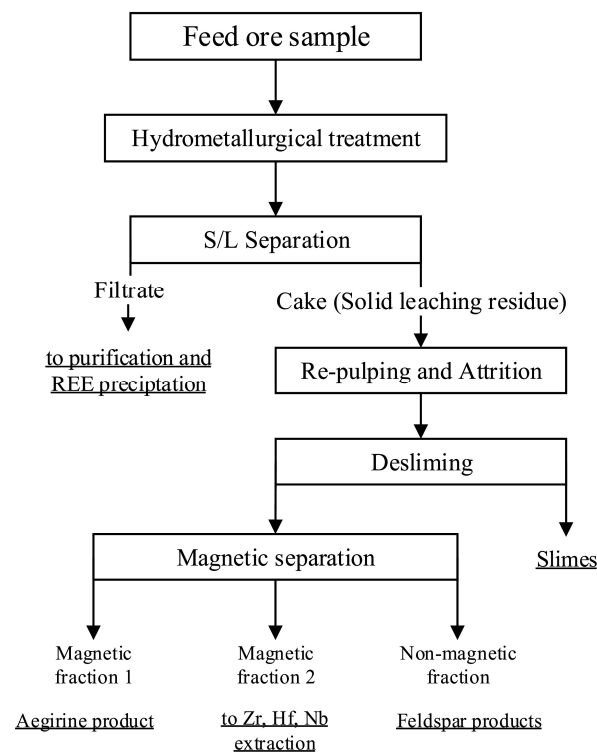 Feed ore sample
Hydrometallurgical treatment
S/L Separation
Filtrate
Cake (Solid leaching residue)
to purification and
REE preciptation
Re-pulping and Attrition
Desliming
Magnetic separation
Slimes
Magnetic
fraction 1
Magnetic
fraction 2
Non-magnetic
fraction
Aegirine product
to Zr, Hf, Nb
extraction
Feldspar products